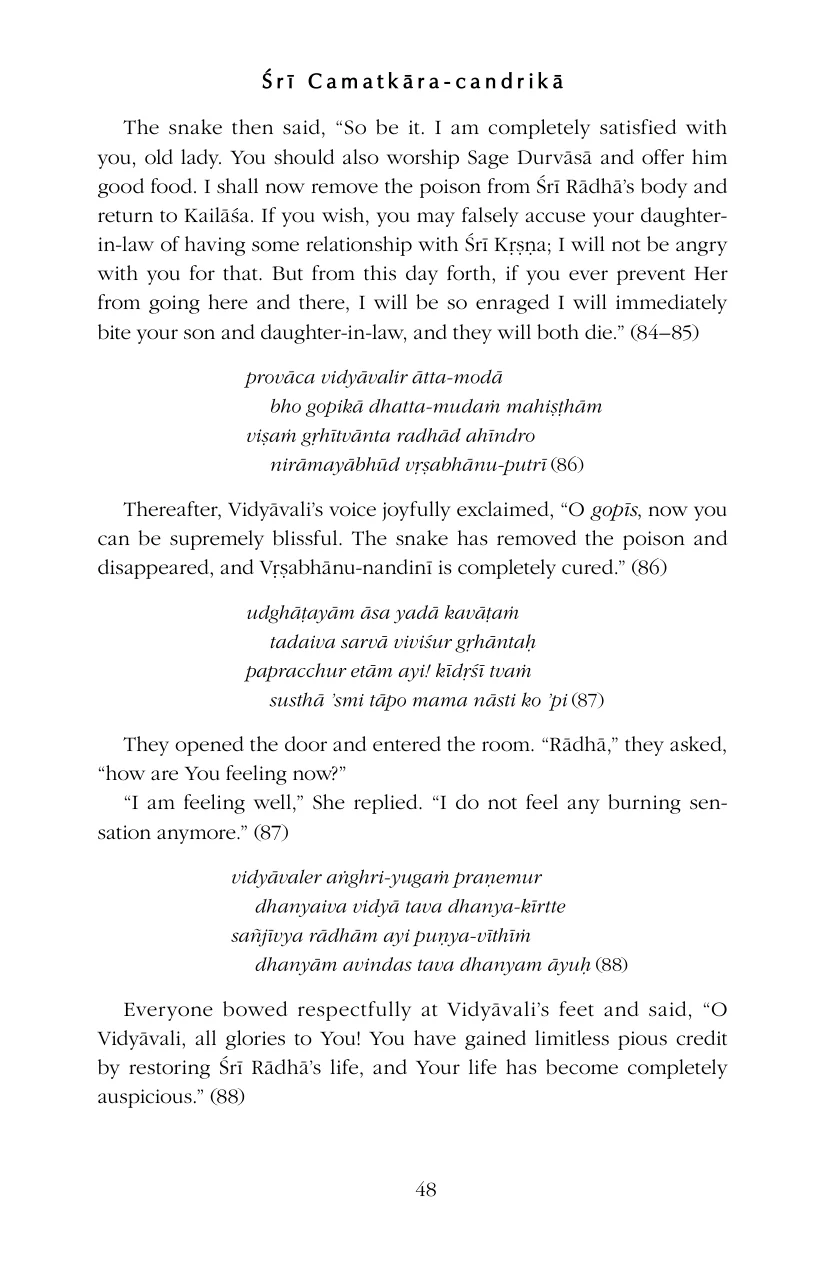 Śrī Camatkāra-candrikā
The snake then said, “So be it. I am completely satisfied with
you, old lady. You should also worship Sage Durvāsā and offer him
good food. I shall now remove the poison from Śrī Rādhā’s body and
return to Kailāśa. If you wish, you may falsely accuse your daughter-
in-law of having some relationship with Śrī Kṛṣṇa; I will not be angry
with you for that. But from this day forth, if you ever prevent Her
from going here and there, I will be so enraged I will immediately
bite your son and daughter-in-law, and they will both die.” (84–85)
provāca vidyāvalir ātta-modā
bho gopikā dhatta-mudaṁ mahiṣṭhām
viṣaṁ gṛhītvānta radhād ahīndro
nirāmayābhūd vṛṣabhānu-putrī (86)
Thereafter, Vidyāvali’s voice joyfully exclaimed, “O gopīs, now you
can be supremely blissful. The snake has removed the poison and
disappeared, and Vṛṣabhānu-nandinī is completely cured.” (86)
udghāṭayām āsa yadā kavāṭaṁ
tadaiva sarvā viviśur gṛhāntaḥ
papracchur etām ayi! kīdṛśī tvaṁ
susthā ’smi tāpo mama nāsti ko ’pi (87)
They opened the door and entered the room. “Rādhā,” they asked,
“how are You feeling now?”
“I am feeling well,” She replied. “I do not feel any burning sen-
sation anymore.” (87)
vidyāvaler aṅghri-yugaṁ praṇemur
dhanyaiva vidyā tava dhanya-kīrtte
sañjīvya rādhām ayi puṇya-vīthīṁ
dhanyām avindas tava dhanyam āyuḥ (88)
Everyone bowed respectfully at Vidyāvali’s feet and said, “O
Vidyāvali, all glories to You! You have gained limitless pious credit
by restoring Śrī Rādhā’s life, and Your life has become completely
auspicious.” (88)
48